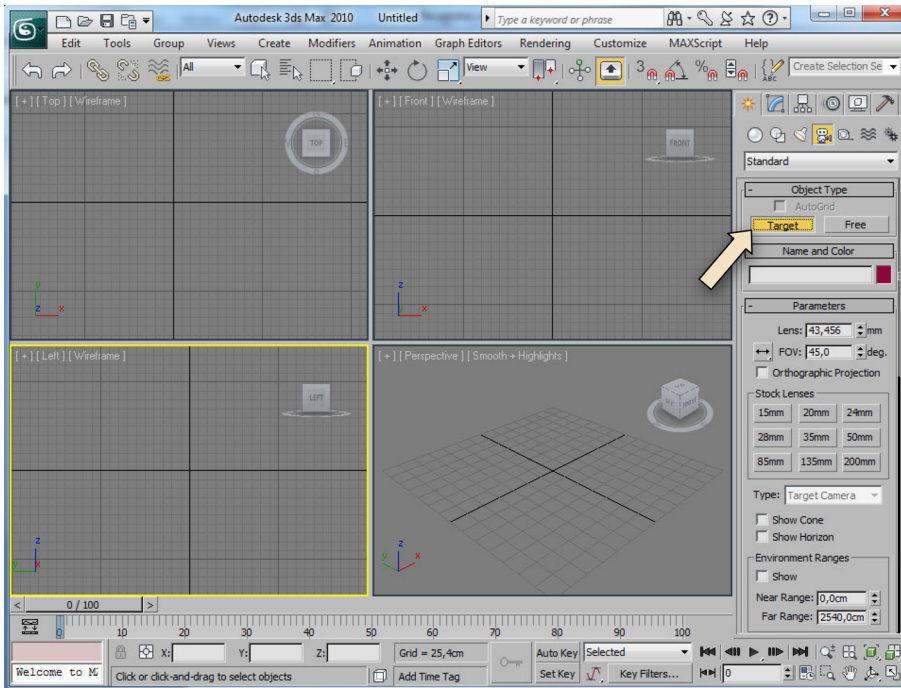 Autodesk 3ds Max 2010 Untitled Type a keyword or phrase
Edit Tools Group Views Create Modifiers Animation Graph Editors Rendering Customize MAXScript Help
All View 3 % ABC Create Selection Se
[ + ] [ Top ] [ Wireframe ]
TOP
y
z x
[ + ] [ Front ] [ Wireframe ]
FRONT
z
y x
[ + ] [ Left ] [ Wireframe ]
LEFT
z
y x
[ + ] [ Perspective ] [ Smooth + Highlights ]
z
y x
Standard
- Object Type
AutoGrid
Target Free
- Name and Color
- Parameters
Lens: 43,456 mm
FOV: 45,0 deg.
Orthographic Projection
Stock Lenses
15mm 20mm 24mm
28mm 35mm 50mm
85mm 135mm 200mm
Type: Target Camera
Show Cone
Show Horizon
Environment Ranges
Show
Near Range: 0,0cm
Far Range: 2540,0cm
< 0 / 100 >
0 10 20 30 40 50 60 70 80 90 100
X: Y: Z: Grid = 25,4cm Auto Key Selected
Welcome to M Click or click-and-drag to select objects Add Time Tag Set Key Key Filters... 0